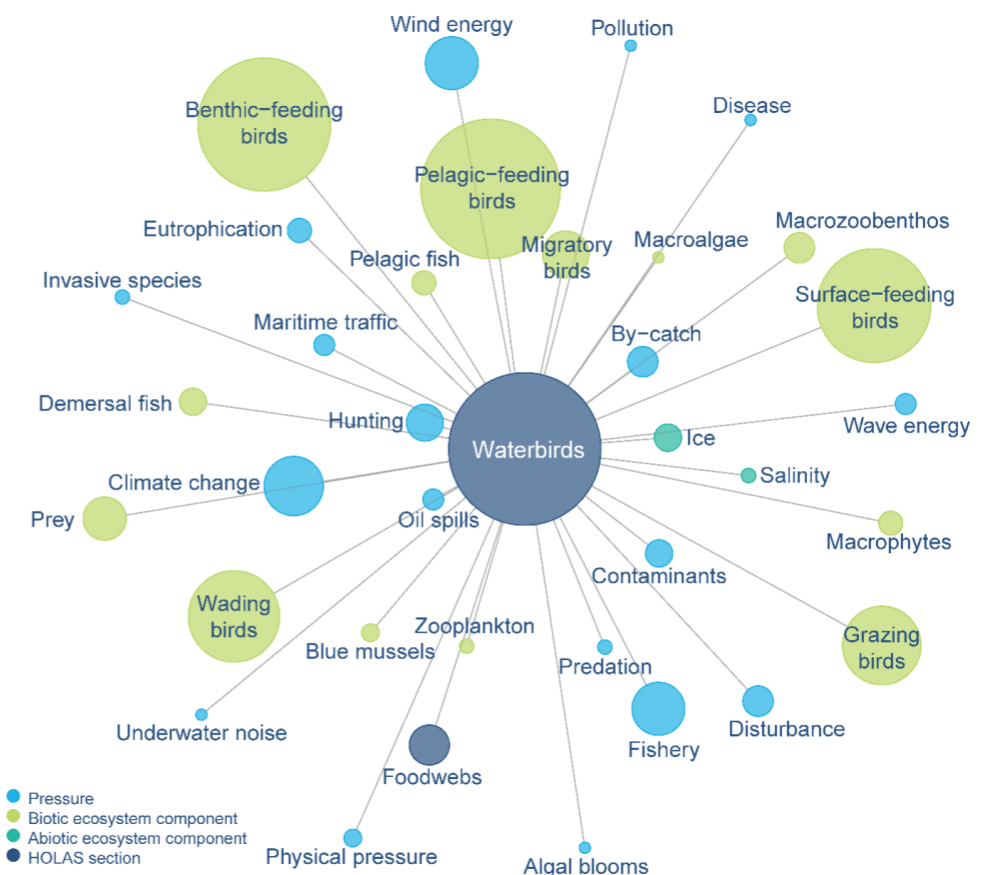 Wind energy
Pollution
Disease
Benthic−feeding
birds
Pelagic−feeding
birds
Migratory
birds
Macroalgae
Macrozoobenthos
Eutrophication
Pelagic fish
Invasive species
Surface−feeding
birds
Maritime traffic
By−catch
Demersal fish
Hunting
Wave energy
Waterbirds
Ice
Climate change
Salinity
Prey
Oil spills
Macrophytes
Contaminants
Wading
birds
Zooplankton
Blue mussels
Predation
Grazing
birds
Underwater noise
Disturbance
Fishery
Foodwebs
Physical pressure
Algal blooms
Pressure
Biotic ecosystem component
Abiotic ecosystem component
HOLAS section